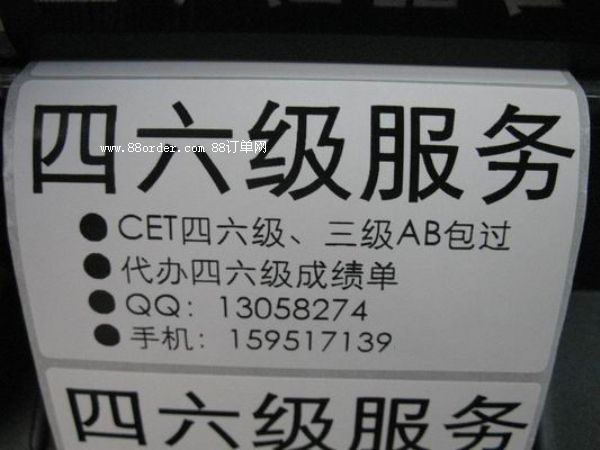 四六级服务
www.88order.com 88订单网
●CET四六级、三级AB包过
●代办四六级成绩单
●QQ：13058274
●手机：159517139
四六级服务